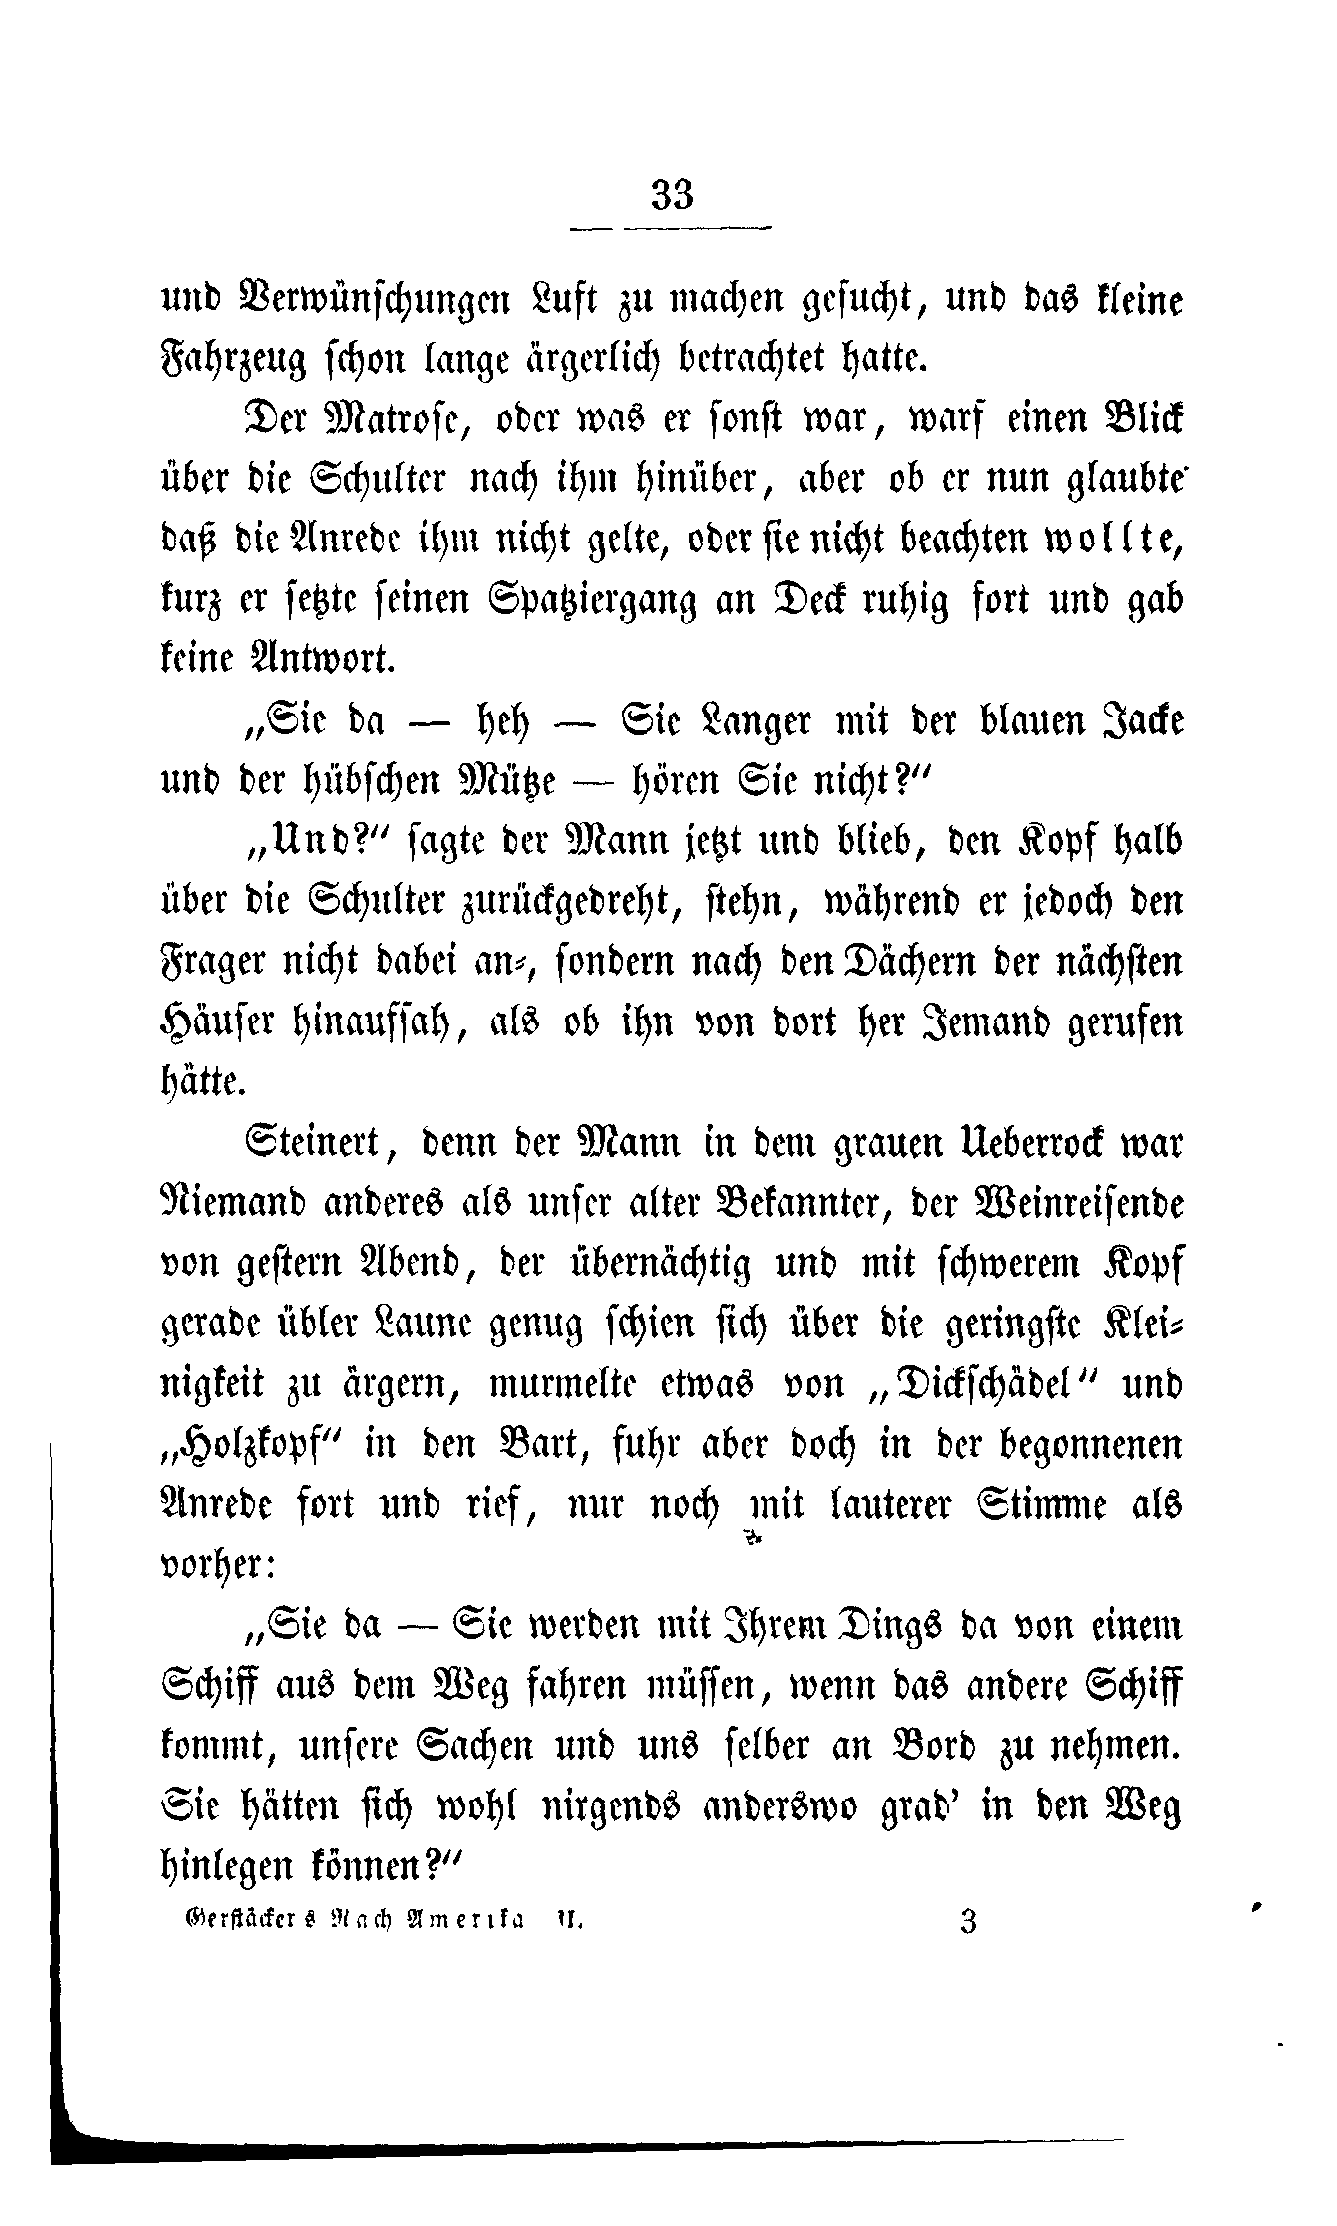 33
und Verwünschungen Luft zu machen gesucht, und das kleine
Fahrzeug schon lange ärgerlich betrachtet hatte.
Der Matrose, oder was er sonst war, warf einen Blick
über die Schulter nach ihm hinüber, aber ob er nun glaubte
daß die Anrede ihm nicht gelte, oder sie nicht beachten wollte,
kurz er setzte seinen Spatziergang an Deck ruhig fort und gab
keine Antwort.
„Sie da — heh — Sie Langer mit der blauen Jacke
und der hübschen Mütze — hören Sie nicht?“
„Und?“ sagte der Mann jetzt und blieb, den Kopf halb
über die Schulter zurückgedreht, stehn, während er jedoch den
Frager nicht dabei an-, sondern nach den Dächern der nächsten
Häuser hinaufsah, als ob ihn von dort her Jemand gerufen
hätte.
Steinert, denn der Mann in dem grauen Ueberrock war
Niemand anderes als unser alter Bekannter, der Weinreisende
von gestern Abend, der übernächtig und mit schwerem Kopf
gerade übler Laune genug schien sich über die geringste Klei-
nigkeit zu ärgern, murmelte etwas von „Dickschädel“ und
„Holzkopf“ in den Bart, fuhr aber doch in der begonnenen
Anrede fort und rief, nur noch mit lauterer Stimme als
vorher:
„Sie da — Sie werden mit Ihrem Dings da von einem
Schiff aus dem Weg fahren müssen, wenn das andere Schiff
kommt, unsere Sachen und uns selber an Bord zu nehmen.
Sie hätten sich wohl nirgends anderswo grad’ in den Weg
hinlegen können?“
Gerstäckers Nach Amerika II. 3